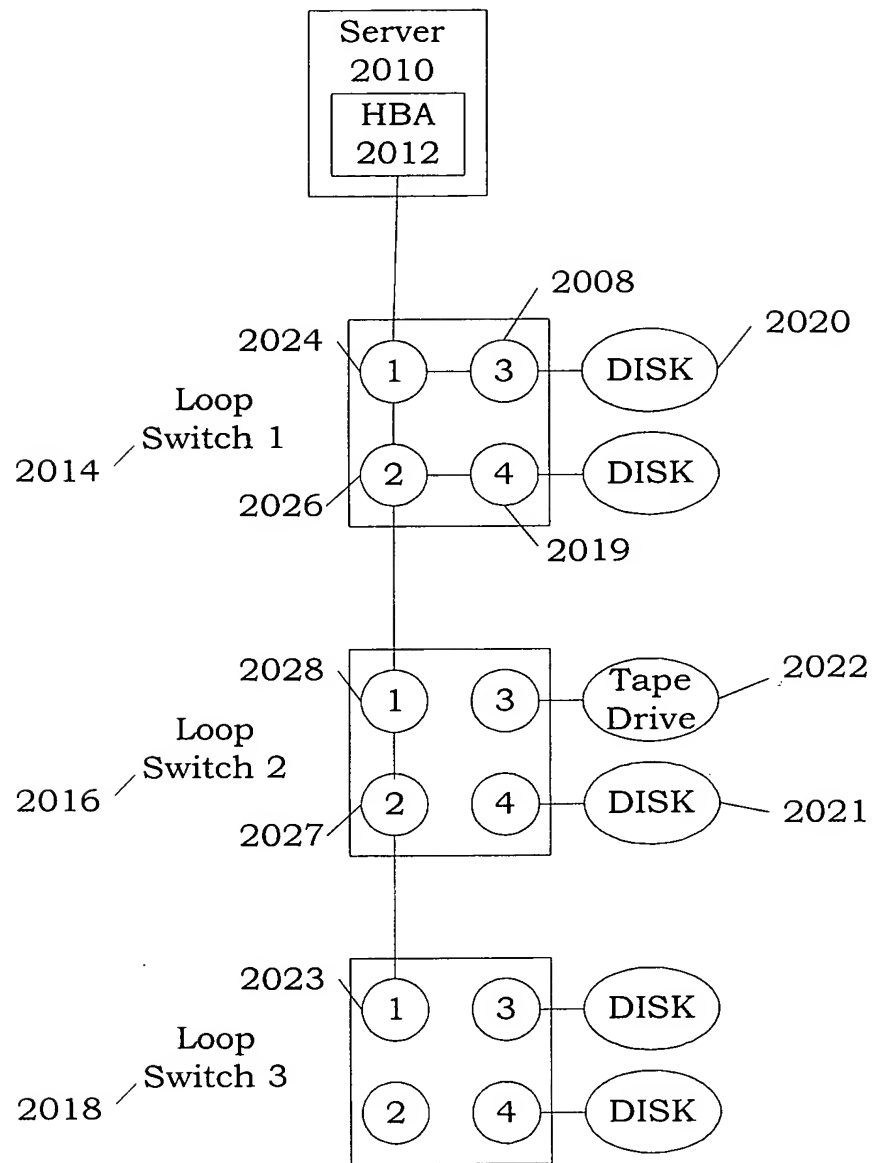 Server
2010
HBA
2012
2008
2024
1
3
DISK
2020
Loop
Switch 1
2014
2
4
DISK
2026
2019
2028
1
3
Tape
Drive
2022
Loop
Switch 2
2016
2
4
DISK
2021
2027
2023
1
3
DISK
Loop
Switch 3
2018
2
4
DISK